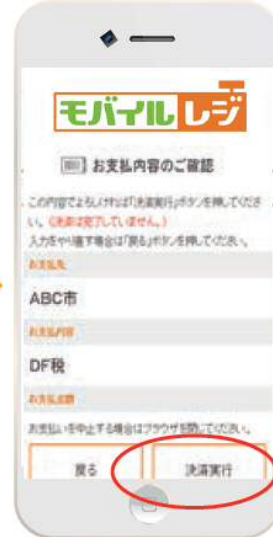 モバイルレジ
お支払内容のご確認
この内容でよろしければ「決済実行」ボタンを押してくださ
い。(決済は完了していません。)
入力をやり直す場合は「戻る」ボタンを押してください。
お支払先
ABC市
お支払内容
DF税
お支払金額
お支払いを中止する場合はブラウザを閉じてください。
戻る 決済実行